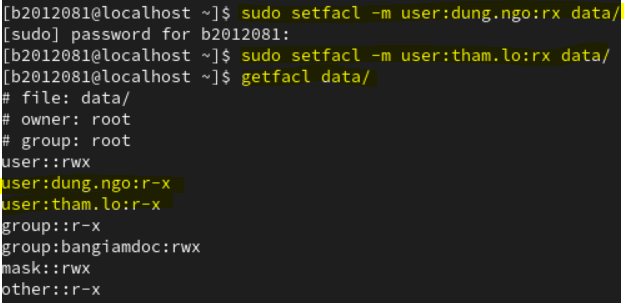 [b2012081@localhost ~]$ sudo setfacl -m user:dung.ngo:rx data/
[sudo] password for b2012081:
[b2012081@localhost ~]$ sudo setfacl -m user:tham.lo:rx data/
[b2012081@localhost ~]$ getfacl data/
# file: data/
# owner: root
# group: root
user::rwx
user:dung.ngo:r-x
user:tham.lo:r-x
group::r-x
group:bangiamdoc:rwx
mask::rwx
other::r-x